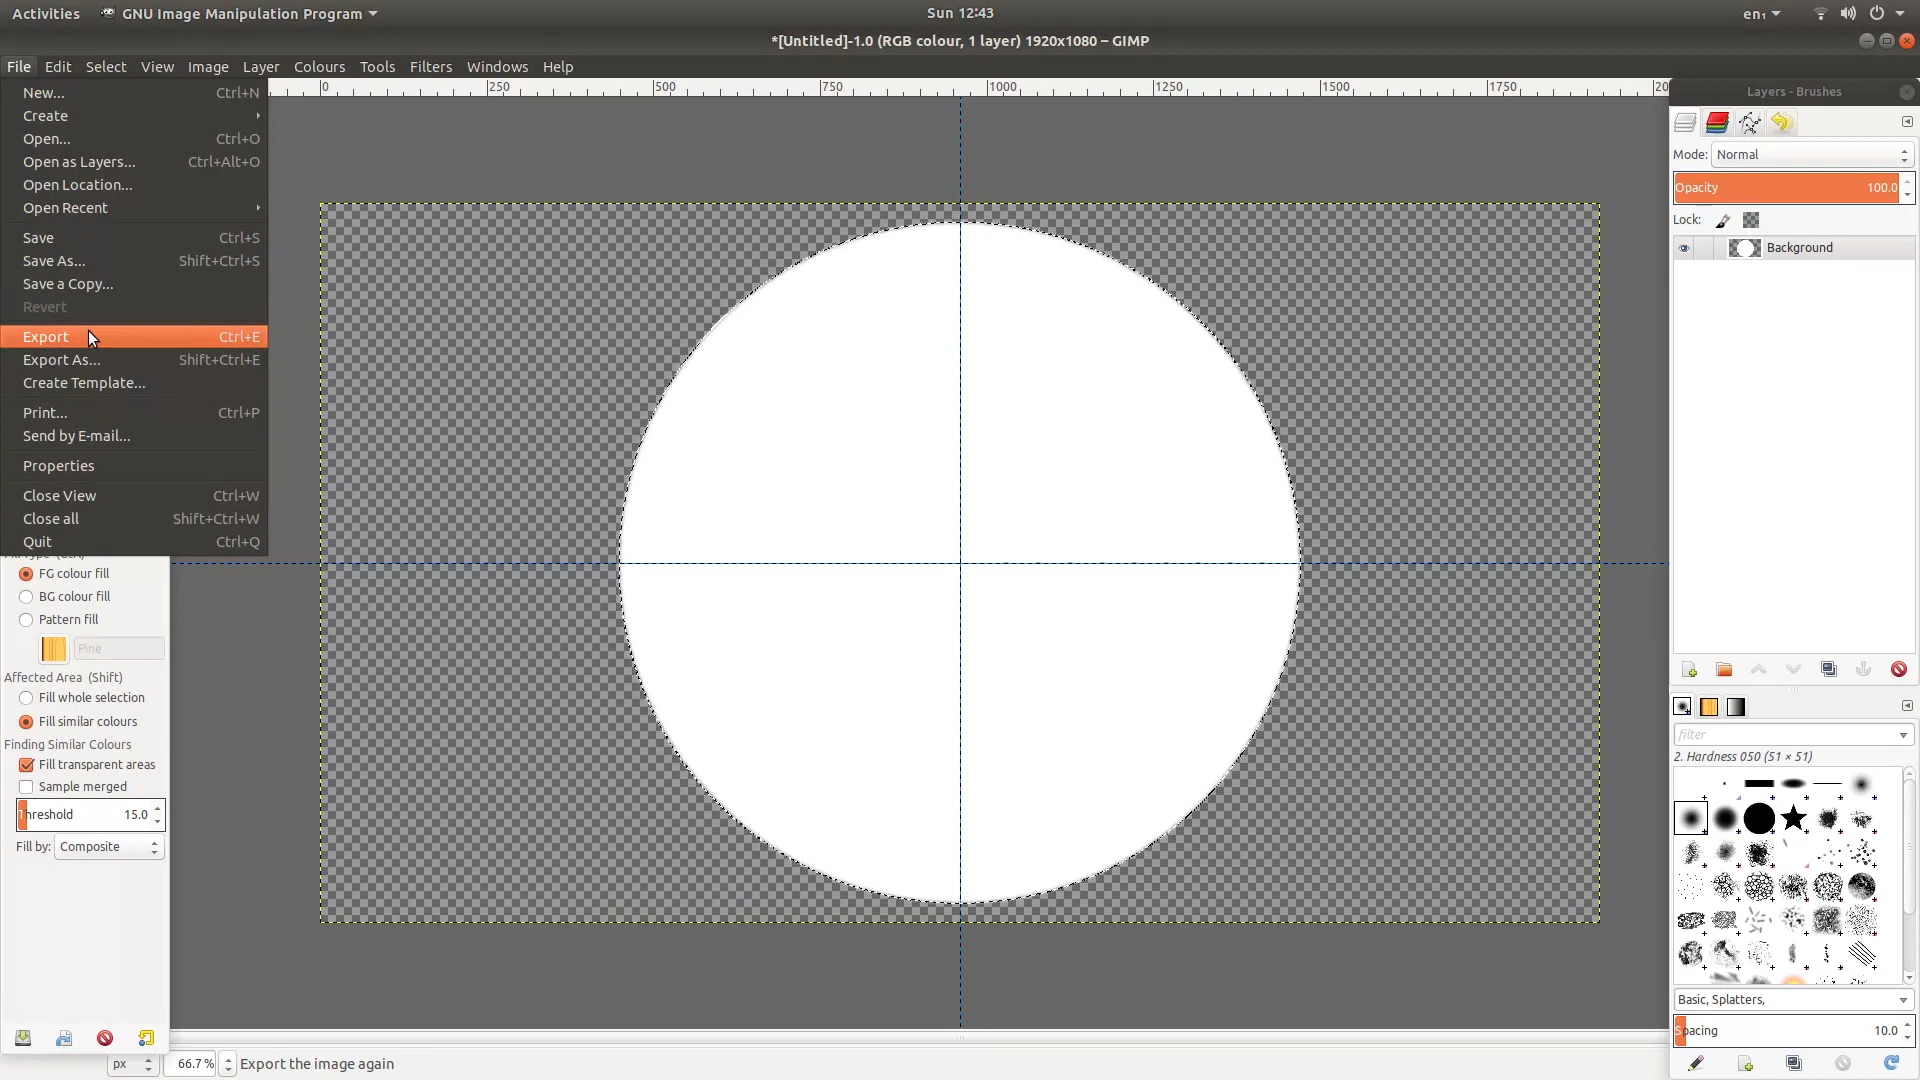 Activities GNU Image Manipulation Program Sun 12:43 en₁
*[Untitled]-1.0 (RGB colour, 1 layer) 1920x1080 – GIMP
File Edit Select View Image Layer Colours Tools Filters Windows Help
0 250 500 750 1000 1250 1500 1750
New... Ctrl+N
Create
Open... Ctrl+O
Open as Layers... Ctrl+Alt+O
Open Location...
Open Recent
Save Ctrl+S
Save As... Shift+Ctrl+S
Save a Copy...
Revert
Export Ctrl+E
Export As... Shift+Ctrl+E
Create Template...
Print... Ctrl+P
Send by E-mail...
Properties
Close View Ctrl+W
Close all Shift+Ctrl+W
Quit Ctrl+Q
FG colour fill
BG colour fill
Pattern fill
Pine
Affected Area (Shift)
Fill whole selection
Fill similar colours
Finding Similar Colours
Fill transparent areas
Sample merged
Threshold 15.0
Fill by: Composite
px 66.7 % Export the image again
Layers - Brushes
Mode: Normal
Opacity 100.0
Lock:
Background
filter
2. Hardness 050 (51 × 51)
Basic, Splatters,
Spacing 10.0